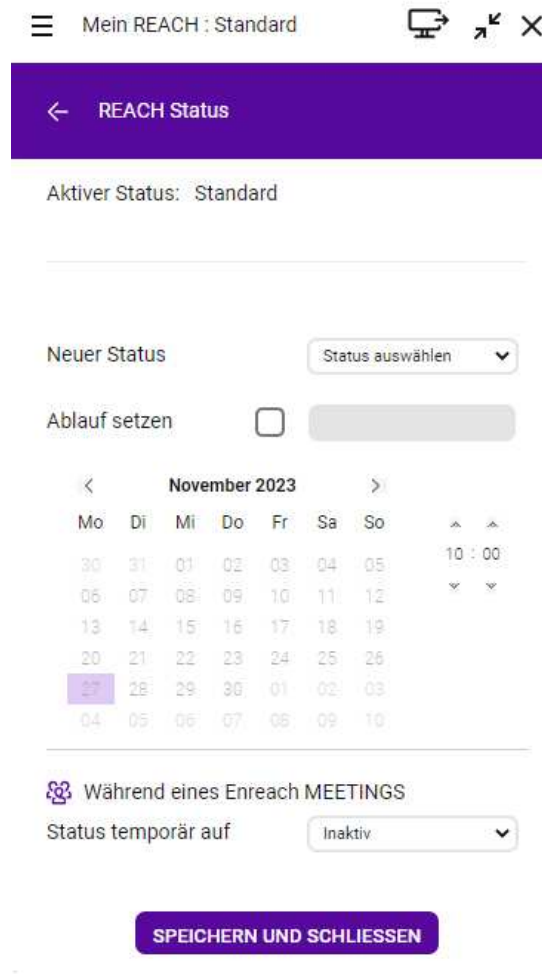 Mein REACH : Standard
REACH Status
Aktiver Status: Standard
Neuer Status Status auswählen
Ablauf setzen
November 2023
Mo Di Mi Do Fr Sa So
30 31 01 02 03 04 05 10 : 00
06 07 08 09 10 11 12
13 14 15 16 17 18 19
20 21 22 23 24 25 26
27 28 29 30 01 02 03
04 05 06 07 08 09 10
Während eines Enreach MEETINGS
Status temporär auf Inaktiv
SPEICHERN UND SCHLIESSEN